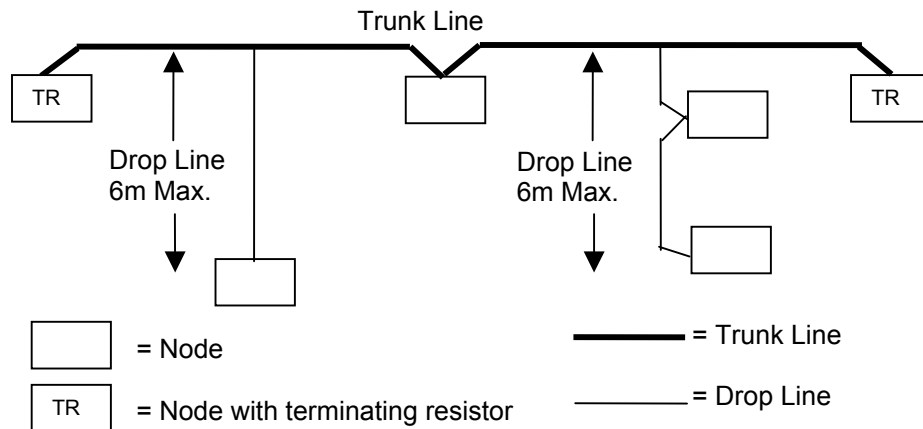 Trunk Line
TR
TR
Drop Line
6m Max.
Drop Line
6m Max.
= Node
= Trunk Line
TR
= Node with terminating resistor
= Drop Line